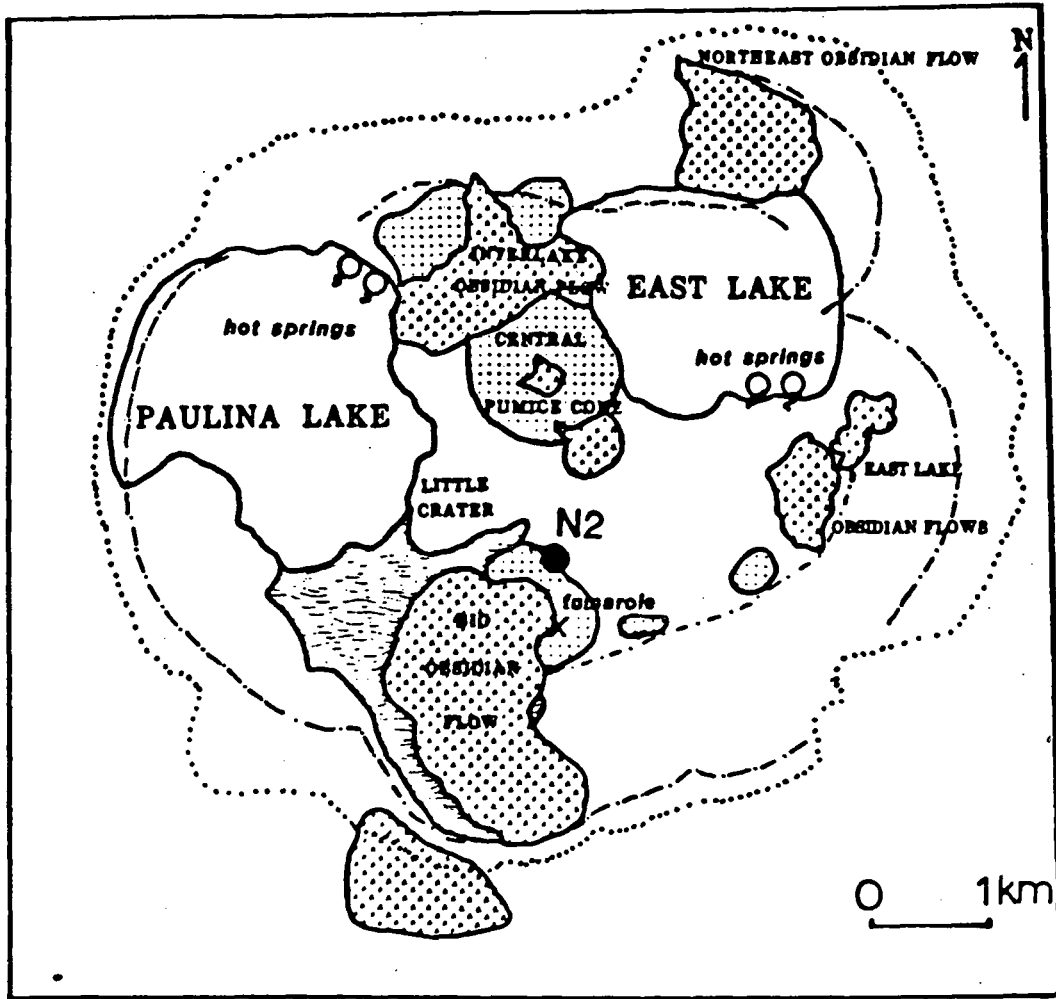 N
NORTHEAST OBSIDIAN FLOW
INTERLAKE
OBSIDIAN FLOW
EAST LAKE
hot springs
CENTRAL
hot springs
PUMICE CONE
PAULINA LAKE
EAST LAKE
LITTLE
CRATER
OBSIDIAN FLOWS
N2
fumarole
BIG
OBSIDIAN
FLOW
0 1km